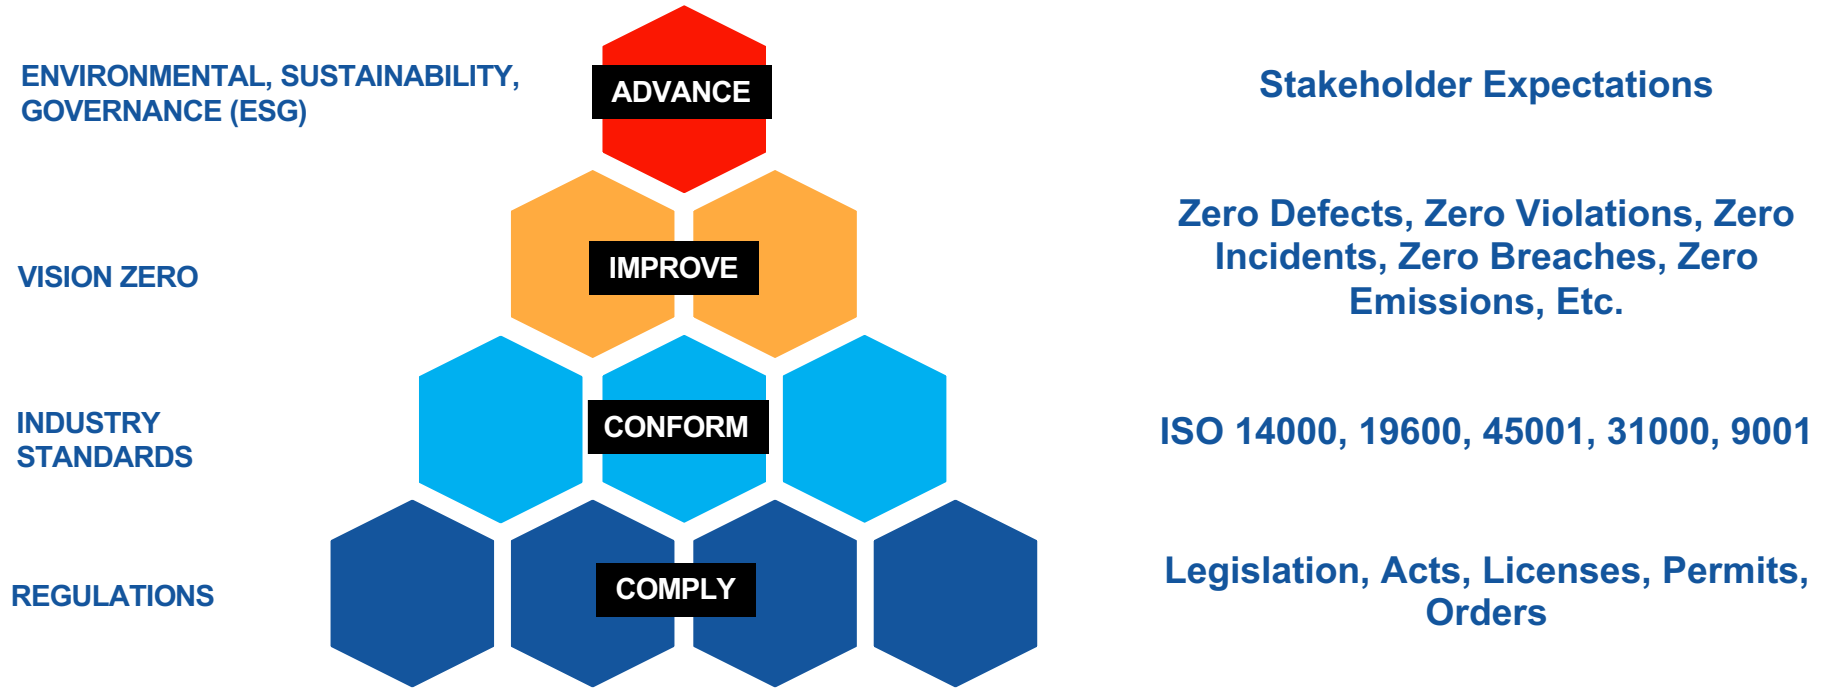 ENVIRONMENTAL, SUSTAINABILITY,
GOVERNANCE (ESG)
ADVANCE
Stakeholder Expectations
VISION ZERO
IMPROVE
Zero Defects, Zero Violations, Zero
Incidents, Zero Breaches, Zero
Emissions, Etc.
INDUSTRY
STANDARDS
CONFORM
ISO 14000, 19600, 45001, 31000, 9001
REGULATIONS
COMPLY
Legislation, Acts, Licenses, Permits,
Orders